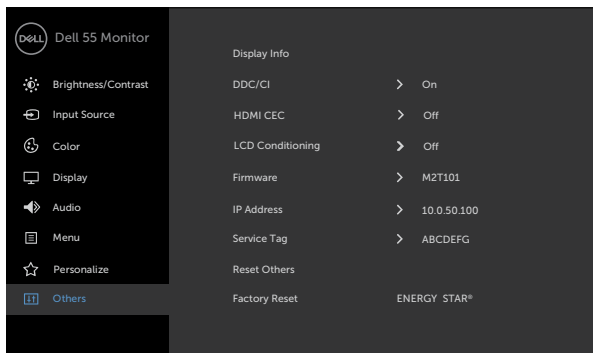 DELL Dell 55 Monitor
Display Info
Brightness/Contrast DDC/CI On
Input Source HDMI CEC Off
Color LCD Conditioning Off
Display Firmware M2T101
Audio IP Address 10.0.50.100
Menu Service Tag ABCDEFG
Personalize Reset Others
Others Factory Reset ENERGY STAR®